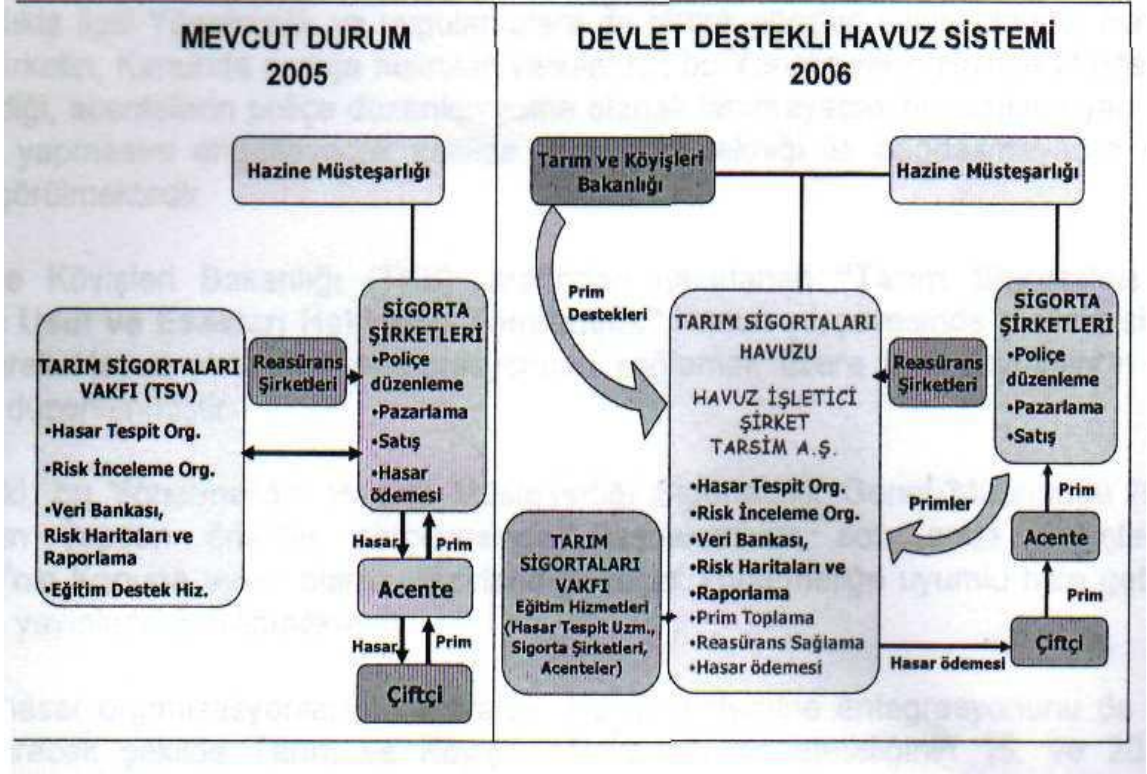 MEVCUT DURUM
2005
Hazine Müsteşarlığı
TARIM SİGORTALARI
VAKFI (TSV)
•Hasar Tespit Org.
•Risk İnceleme Org.
•Veri Bankası,
Risk Haritaları ve
Raporlama
•Eğitim Destek Hiz.
Reasürans
Şirketleri
SİGORTA
ŞİRKETLERİ
•Poliçe
düzenleme
•Pazarlama
•Satış
•Hasar
ödemesi
Hasar
Prim
Acente
Hasar
Prim
Çiftçi
DEVLET DESTEKLİ HAVUZ SİSTEMİ
2006
Tarım ve Köyişleri
Bakanlığı
Hazine Müsteşarlığı
Prim
Destekleri
TARIM SİGORTALARI
HAVUZU
HAVUZ İŞLETİCİ
ŞİRKET
TARSİM A.Ş.
•Hasar Tespit Org.
•Risk İnceleme Org.
•Veri Bankası,
•Risk Haritaları ve
•Raporlama
•Prim Toplama
•Reasürans Sağlama
•Hasar ödemesi
TARIM
SİGORTALARI
VAKFI
Eğitim Hizmetleri
(Hasar Tespit Uzm.,
Sigorta Şirketleri,
Acenteler)
Reasürans
Şirketleri
SİGORTA
ŞİRKETLERİ
•Poliçe
düzenleme
•Pazarlama
•Satış
Primler
Prim
Acente
Prim
Çiftçi
Hasar ödemesi